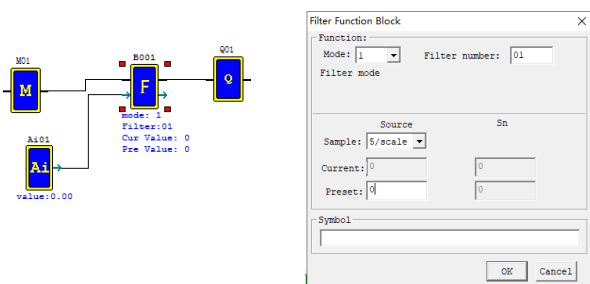 M01
M
B001
F
mode: 1
Filter:01
Cur Value: 0
Pre Value: 0
Q01
Q
Ai01
Ai
value:0.00
Filter Function Block
Function:
Mode: 1 Filter number: 01
Filter mode
Source Sn
Sample: 5/scale
Current: 0 0
Preset: 0 0
Symbol
OK Cancel